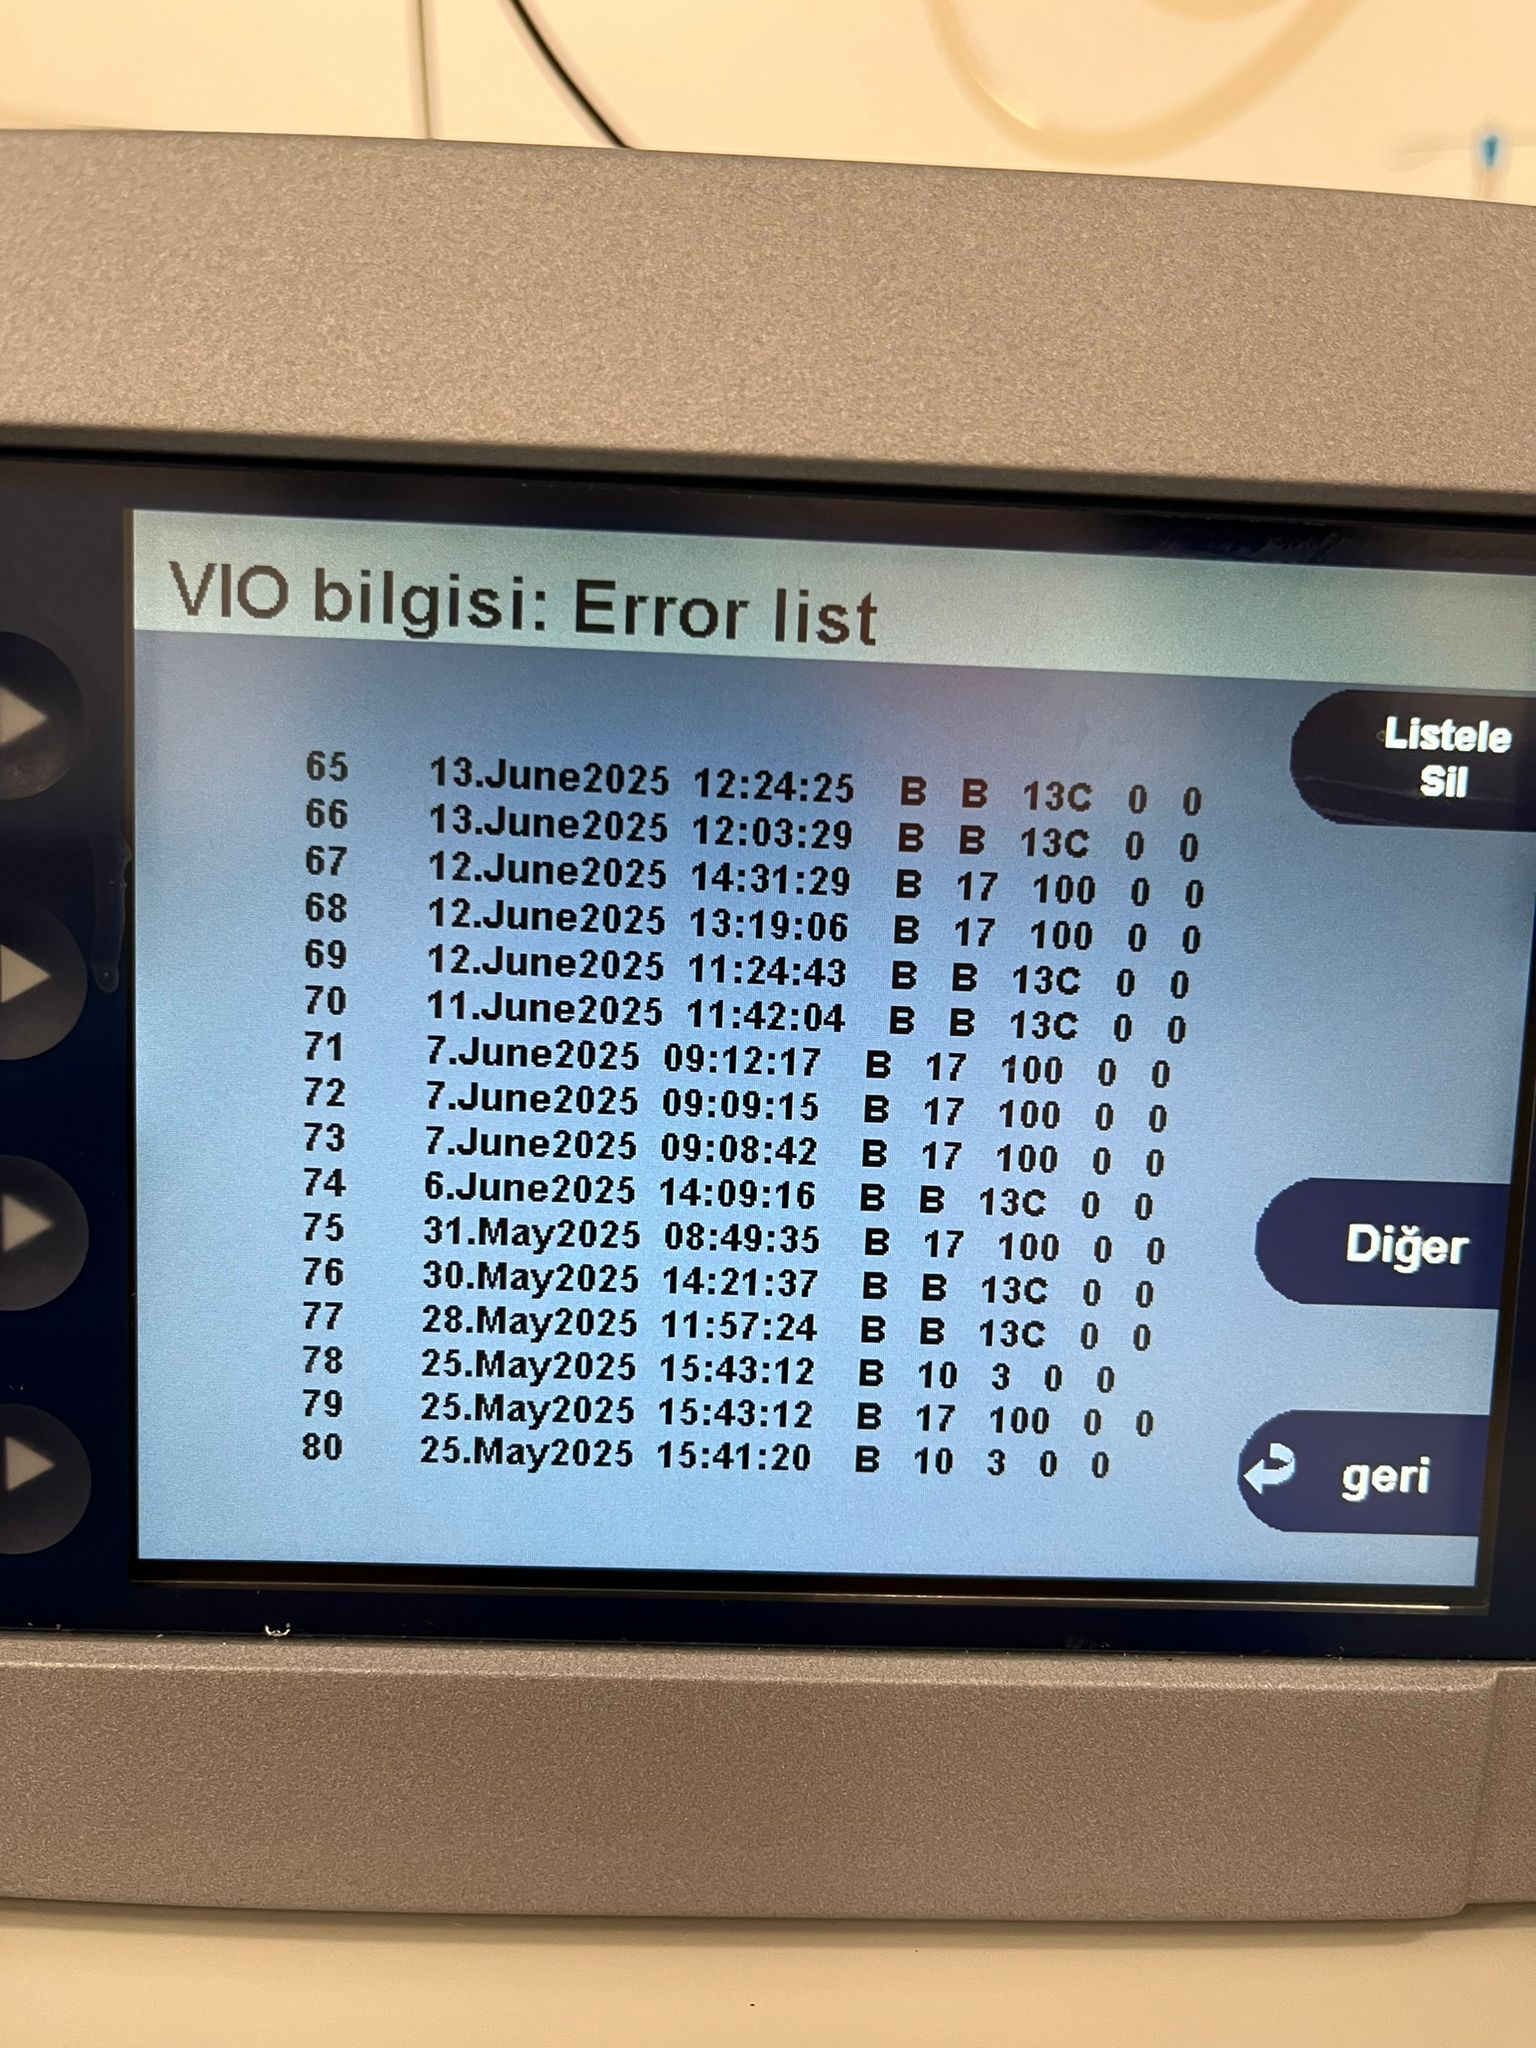 VIO bilgisi: Error list
Listele
Sil
65 13.June2025 12:24:25 B B 13C 0 0
66 13.June2025 12:03:29 B B 13C 0 0
67 12.June2025 14:31:29 B 17 100 0 0
68 12.June2025 13:19:06 B 17 100 0 0
69 12.June2025 11:24:43 B B 13C 0 0
70 11.June2025 11:42:04 B B 13C 0 0
71 7.June2025 09:12:17 B 17 100 0 0
72 7.June2025 09:09:15 B 17 100 0 0
73 7.June2025 09:08:42 B 17 100 0 0
74 6.June2025 14:09:16 B B 13C 0 0
75 31.May2025 08:49:35 B 17 100 0 0
76 30.May2025 14:21:37 B B 13C 0 0
77 28.May2025 11:57:24 B B 13C 0 0
78 25.May2025 15:43:12 B 10 3 0 0
79 25.May2025 15:43:12 B 17 100 0 0
80 25.May2025 15:41:20 B 10 3 0 0
Diğer
geri